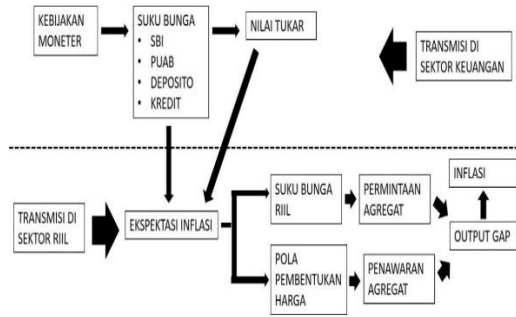 KEBIJAKAN
MONETER
SUKU BUNGA
• SBI
• PUAB
• DEPOSITO
• KREDIT
NILAI TUKAR
TRANSMISI DI
SEKTOR KEUANGAN
TRANSMISI DI
SEKTOR RIIL
EKSPEKTASI INFLASI
SUKU BUNGA
RIIL
PERMINTAAN
AGREGAT
INFLASI
OUTPUT GAP
POLA
PEMBENTUKAN
HARGA
PENAWARAN
AGREGAT